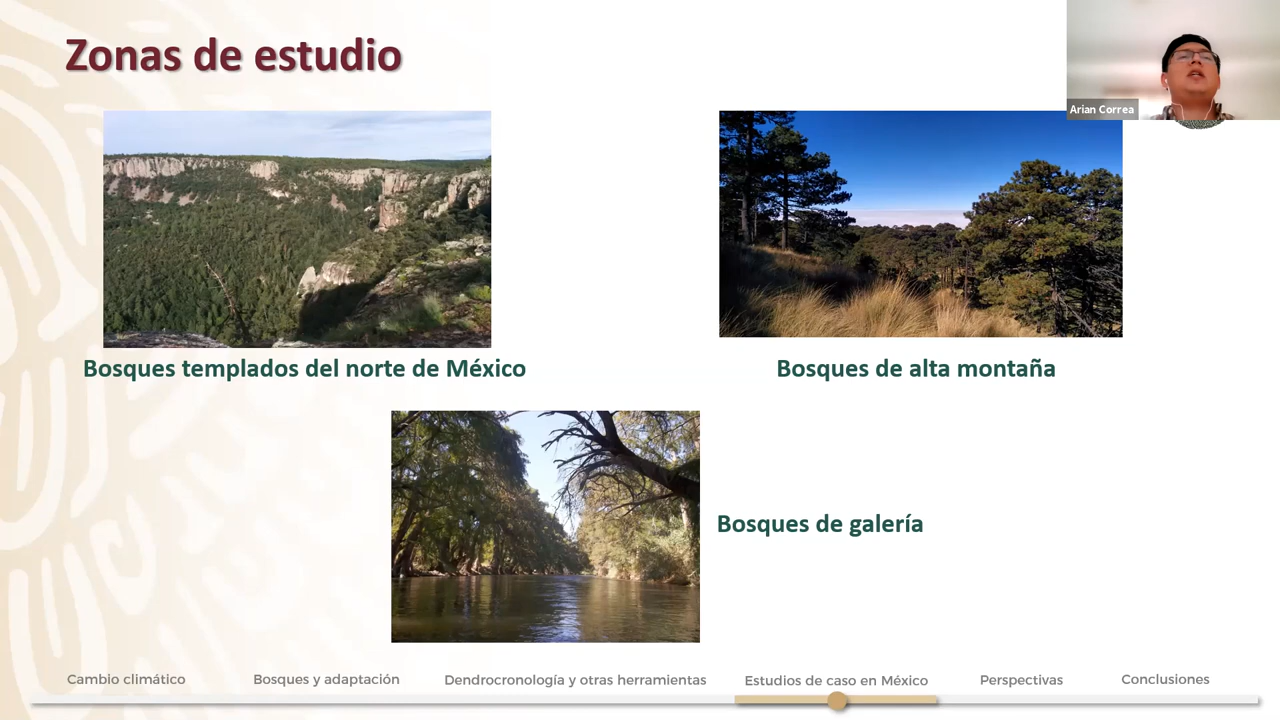 Zonas de estudio
Arian Correa
Bosques templados del norte de México
Bosques de alta montaña
Bosques de galería
Cambio climático
Bosques y adaptación
Dendrocronología y otras herramientas
Estudios de caso en México
Perspectivas
Conclusiones